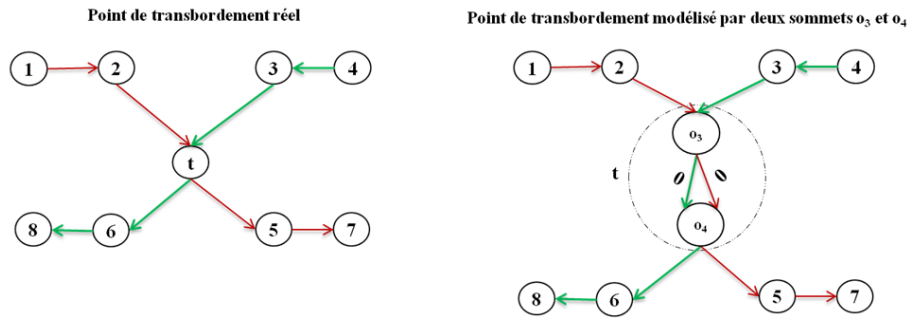 Point de transbordement réel
1 2 3 4
t
8 6 5 7
Point de transbordement modélisé par deux sommets o₃ et o₄
1 2 3 4
o₃
t 0 0
o₄
8 6 5 7